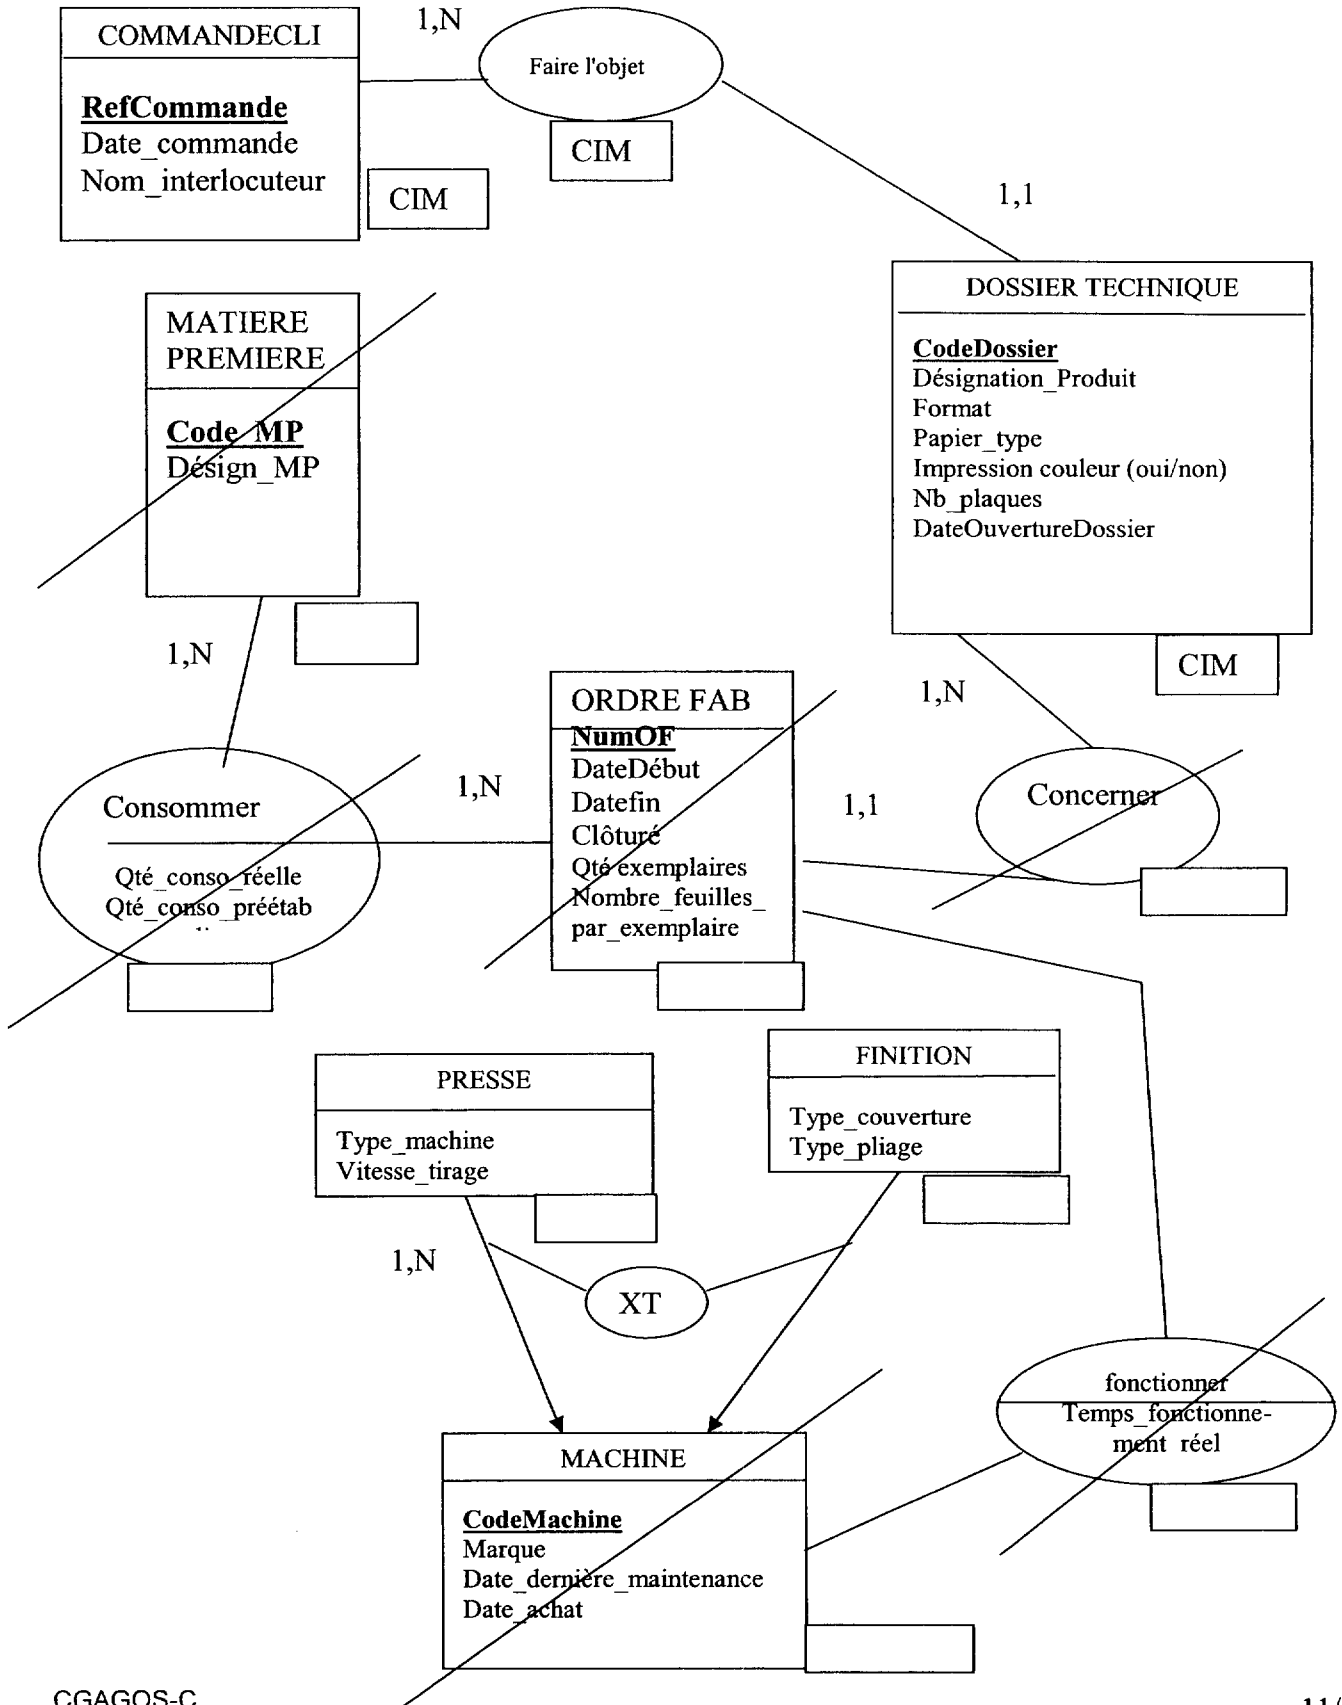 COMMANDECLI
RefCommande
Date_commande
Nom_interlocuteur
CIM
1,N
Faire l'objet
CIM
1,1
DOSSIER TECHNIQUE
CodeDossier
Désignation_Produit
Format
Papier_type
Impression couleur (oui/non)
Nb_plaques
DateOuvertureDossier
CIM
MATIERE
PREMIERE
Code_MP
Désign_MP
1,N
Consommer
Qté_conso_réelle
Qté_conso_préétab
1,N
ORDRE FAB
NumOF
DateDébut
Datefin
Clôturé
Qté exemplaires
Nombre_feuilles_
par_exemplaire
1,1
1,N
Concerner
PRESSE
Type_machine
Vitesse_tirage
FINITION
Type_couverture
Type_pliage
1,N
XT
fonctionner
Temps_fonctionne-
ment_réel
MACHINE
CodeMachine
Marque
Date_dernière_maintenance
Date_achat
CGAGOS-C
11/